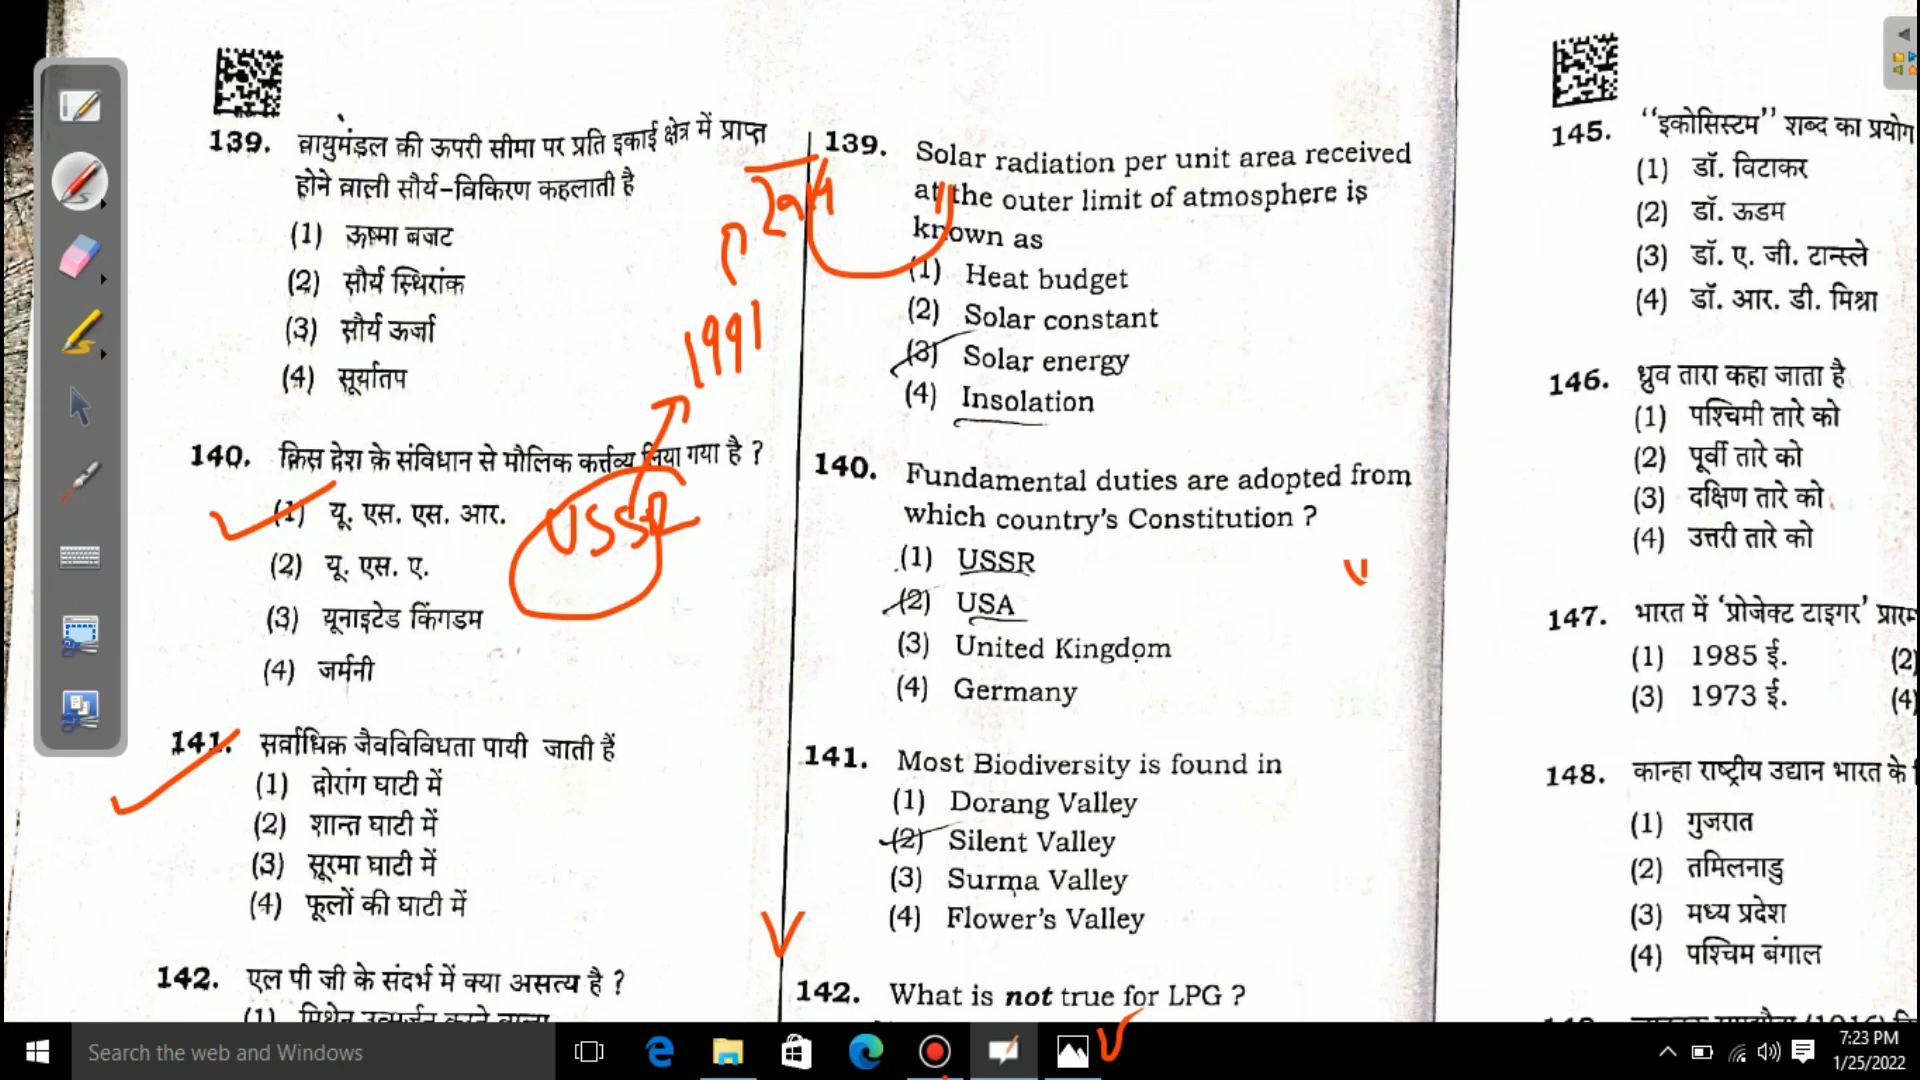 139. वायुमंडल की ऊपरी सीमा पर प्रति इकाई क्षेत्र में प्राप्त
होने वाली सौर्य-विकिरण कहलाती है
(1) ऊष्मा बजट
(2) सौर्य स्थिरांक
(3) सौर्य ऊर्जा
(4) सूर्यातप
1991
140. किस देश के संविधान से मौलिक कर्त्तव्य लिया गया है ?
(1) यू. एस. एस. आर.
USSR
(2) यू. एस. ए.
(3) यूनाइटेड किंगडम
(4) जर्मनी
141. सर्वाधिक जैवविविधता पायी जाती हैं
(1) दोरांग घाटी में
(2) शान्त घाटी में
(3) सूरमा घाटी में
(4) फूलों की घाटी में
142. एल पी जी के संदर्भ में क्या असत्य है ?
139. Solar radiation per unit area received
at the outer limit of atmosphere is
known as
(1) Heat budget
(2) Solar constant
(3) Solar energy
(4) Insolation
140. Fundamental duties are adopted from
which country's Constitution ?
(1) USSR
(2) USA
(3) United Kingdom
(4) Germany
141. Most Biodiversity is found in
(1) Dorang Valley
(2) Silent Valley
(3) Surma Valley
(4) Flower's Valley
142. What is not true for LPG ?
145. “इकोसिस्टम” शब्द का प्रयोग
(1) डॉ. विटाकर
(2) डॉ. ऊडम
(3) डॉ. ए. जी. टान्स्ले
(4) डॉ. आर. डी. मिश्रा
146. ध्रुव तारा कहा जाता है
(1) पश्चिमी तारे को
(2) पूर्वी तारे को
(3) दक्षिण तारे को
(4) उत्तरी तारे को
147. भारत में ‘प्रोजेक्ट टाइगर’
(1) 1985 ई. (2)
(3) 1973 ई. (4)
148. कान्हा राष्ट्रीय उद्यान भारत के
(1) गुजरात
(2) तमिलनाडु
(3) मध्य प्रदेश
(4) पश्चिम बंगाल
Search the web and Windows
7:23 PM
1/25/2022